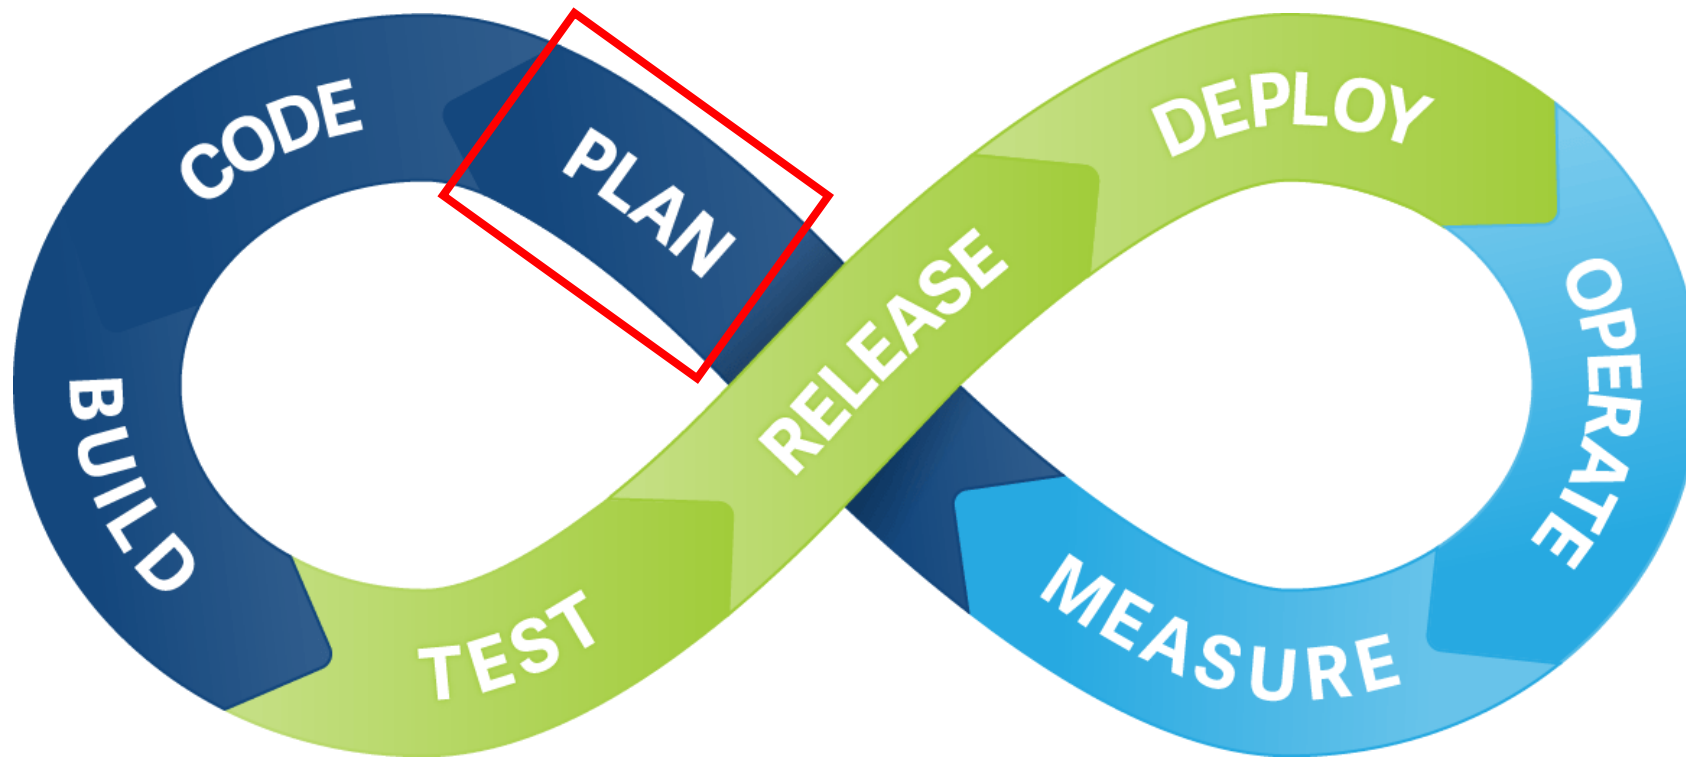 PLAN
CODE
BUILD
TEST
RELEASE
DEPLOY
OPERATE
MEASURE